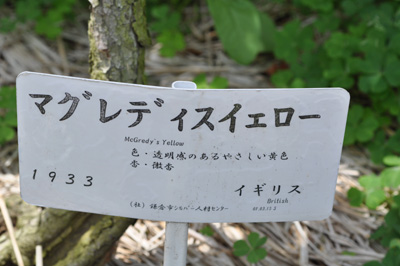 マグレディスイエロー
McGredy's Yellow
色・透明感のあるやさしい黄色
香・微香
1933
イギリス
British
(社)鎌倉市シルバー人材センター